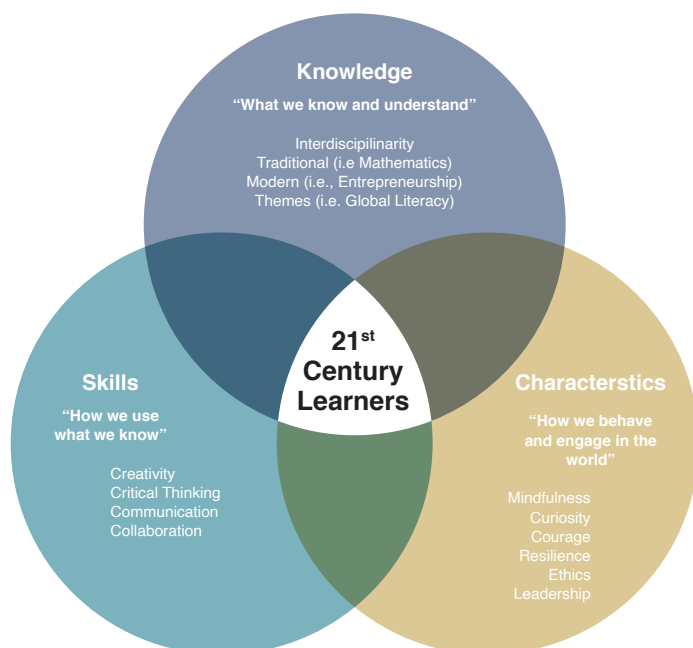 Knowledge
“What we know and understand”
Interdiscipilinarity
Traditional (i.e Mathematics)
Modern (i.e., Entrepreneurship)
Themes (i.e. Global Literacy)
21st
Century
Learners
Skills
“How we use
what we know”
Creativity
Critical Thinking
Communication
Collaboration
Characterstics
“How we behave
and engage in the
world”
Mindfulness
Curiosity
Courage
Resilience
Ethics
Leadership